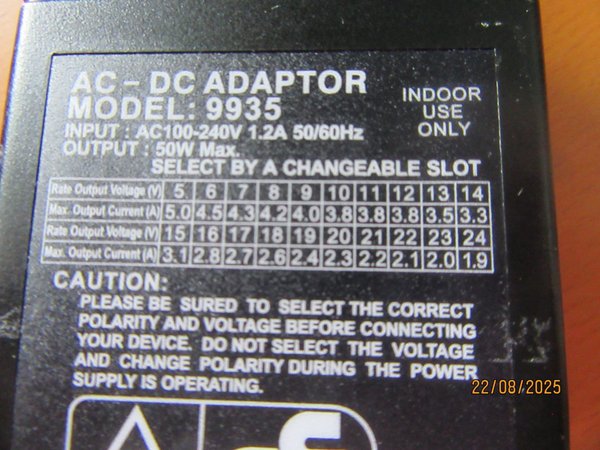 AC - DC ADAPTOR
MODEL: 9935
INPUT : AC100-240V 1.2A 50/60Hz
OUTPUT : 50W Max.
INDOOR
USE
ONLY
SELECT BY A CHANGEABLE SLOT
Rate Output Voltage (V) 5 6 7 8 9 10 11 12 13 14
Max. Output Current (A) 5.0 4.5 4.3 4.2 4.0 3.8 3.8 3.8 3.5 3.3
Rate Output Voltage (V) 15 16 17 18 19 20 21 22 23 24
Max. Output Current (A) 3.1 2.8 2.7 2.6 2.4 2.3 2.2 2.1 2.0 1.9
CAUTION:
PLEASE BE SURED TO SELECT THE CORRECT
POLARITY AND VOLTAGE BEFORE CONNECTING
YOUR DEVICE. DO NOT SELECT THE VOLTAGE
AND CHANGE POLARITY DURING THE POWER
SUPPLY IS OPERATING.
22/08/2025